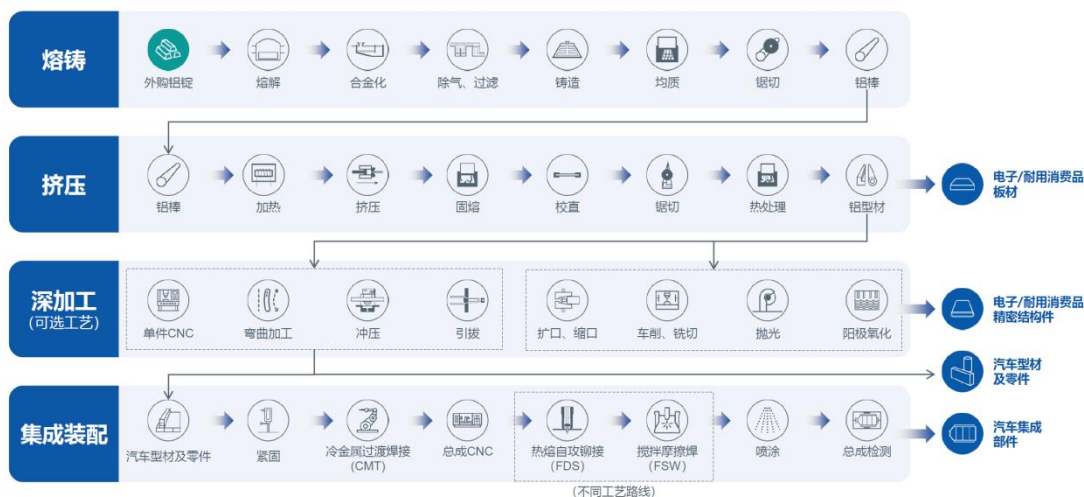 熔铸
外购铝锭
熔解
合金化
除气、过滤
铸造
均质
锯切
铝棒
挤压
铝棒
加热
挤压
固熔
校直
锯切
热处理
铝型材
电子/耐用消费品
板材
深加工
(可选工艺)
单件CNC
弯曲加工
冲压
引拔
扩口、缩口
车削、铣切
抛光
阳极氧化
电子/耐用消费品
精密结构件
汽车型材
及零件
集成装配
汽车型材及零件
紧固
冷金属过渡焊接
(CMT)
总成CNC
热熔自攻铆接
(FDS)
搅拌摩擦焊
(FSW)
喷涂
总成检测
汽车集成
部件
(不同工艺路线)